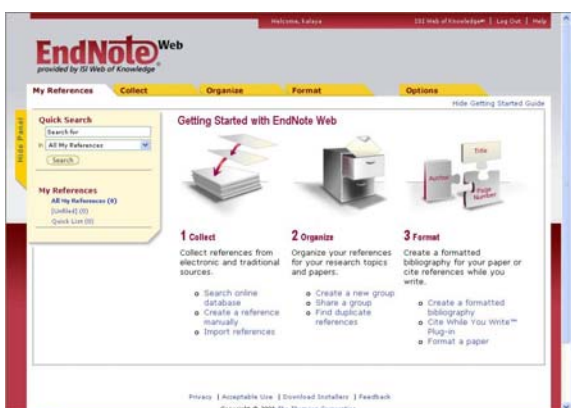 Welcome, kalaya
ISI Web of Knowledge℠ | Log Out | Help
EndNote Web
provided by ISI Web of Knowledge
My References
Collect
Organize
Format
Options
Hide Getting Started Guide
Hide Panel
Quick Search
Search for
in All My References
Search
My References
All My References (0)
[Unfiled] (0)
Quick List (0)
Getting Started with EndNote Web
Title
Author
Page Number
1 Collect
Collect references from
electronic and traditional
sources.
Search online
database
Create a reference
manually
Import references
2 Organize
Organize your references
for your research topics
and papers.
Create a new group
Share a group
Find duplicate
references
3 Format
Create a formatted
bibliography for your paper or
cite references while you
write.
Create a formatted
bibliography
Cite While You Write™
Plug-in
Format a paper
Privacy | Acceptable Use | Download Installers | Feedback